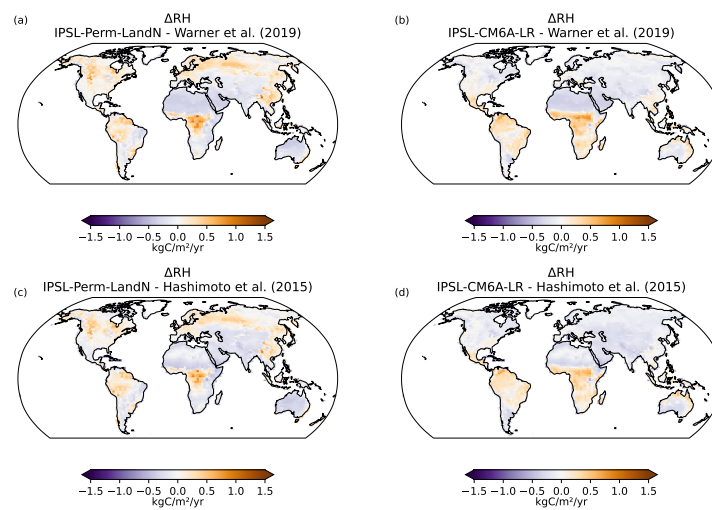 (a)
ΔRH
IPSL-Perm-LandN - Warner et al. (2019)
−1.5 −1.0 −0.5 0.0 0.5 1.0 1.5
kgC/m²/yr
(b)
ΔRH
IPSL-CM6A-LR - Warner et al. (2019)
−1.5 −1.0 −0.5 0.0 0.5 1.0 1.5
kgC/m²/yr
(c)
ΔRH
IPSL-Perm-LandN - Hashimoto et al. (2015)
−1.5 −1.0 −0.5 0.0 0.5 1.0 1.5
kgC/m²/yr
(d)
ΔRH
IPSL-CM6A-LR - Hashimoto et al. (2015)
−1.5 −1.0 −0.5 0.0 0.5 1.0 1.5
kgC/m²/yr